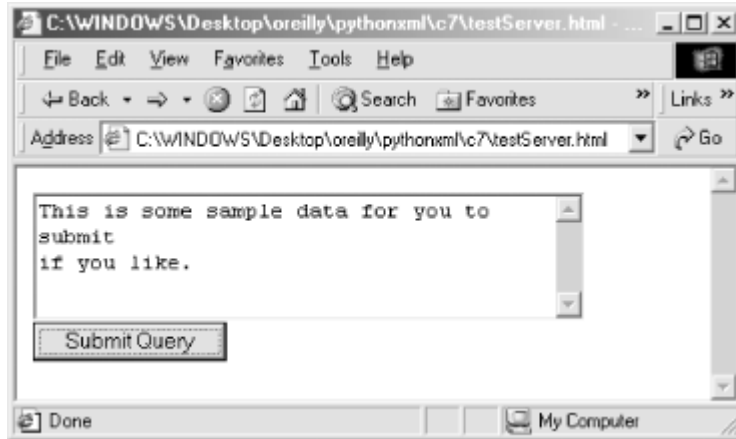 C:\WINDOWS\Desktop\oreilly\pythonxml\c7\testServer.html - ...
File Edit View Favorites Tools Help
Back Search Favorites » Links »
Address C:\WINDOWS\Desktop\oreilly\pythonxml\c7\testServer.html Go
This is some sample data for you to
submit
if you like.
Submit Query
Done My Computer